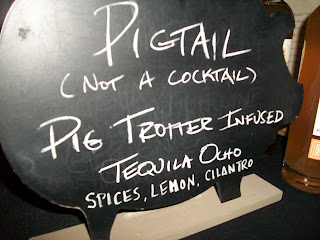 PIGTAIL
(NOT A COCKTAIL)
PIG TROTTER INFUSED
TEQUILA OCHO
SPICES, LEMON, CILANTRO